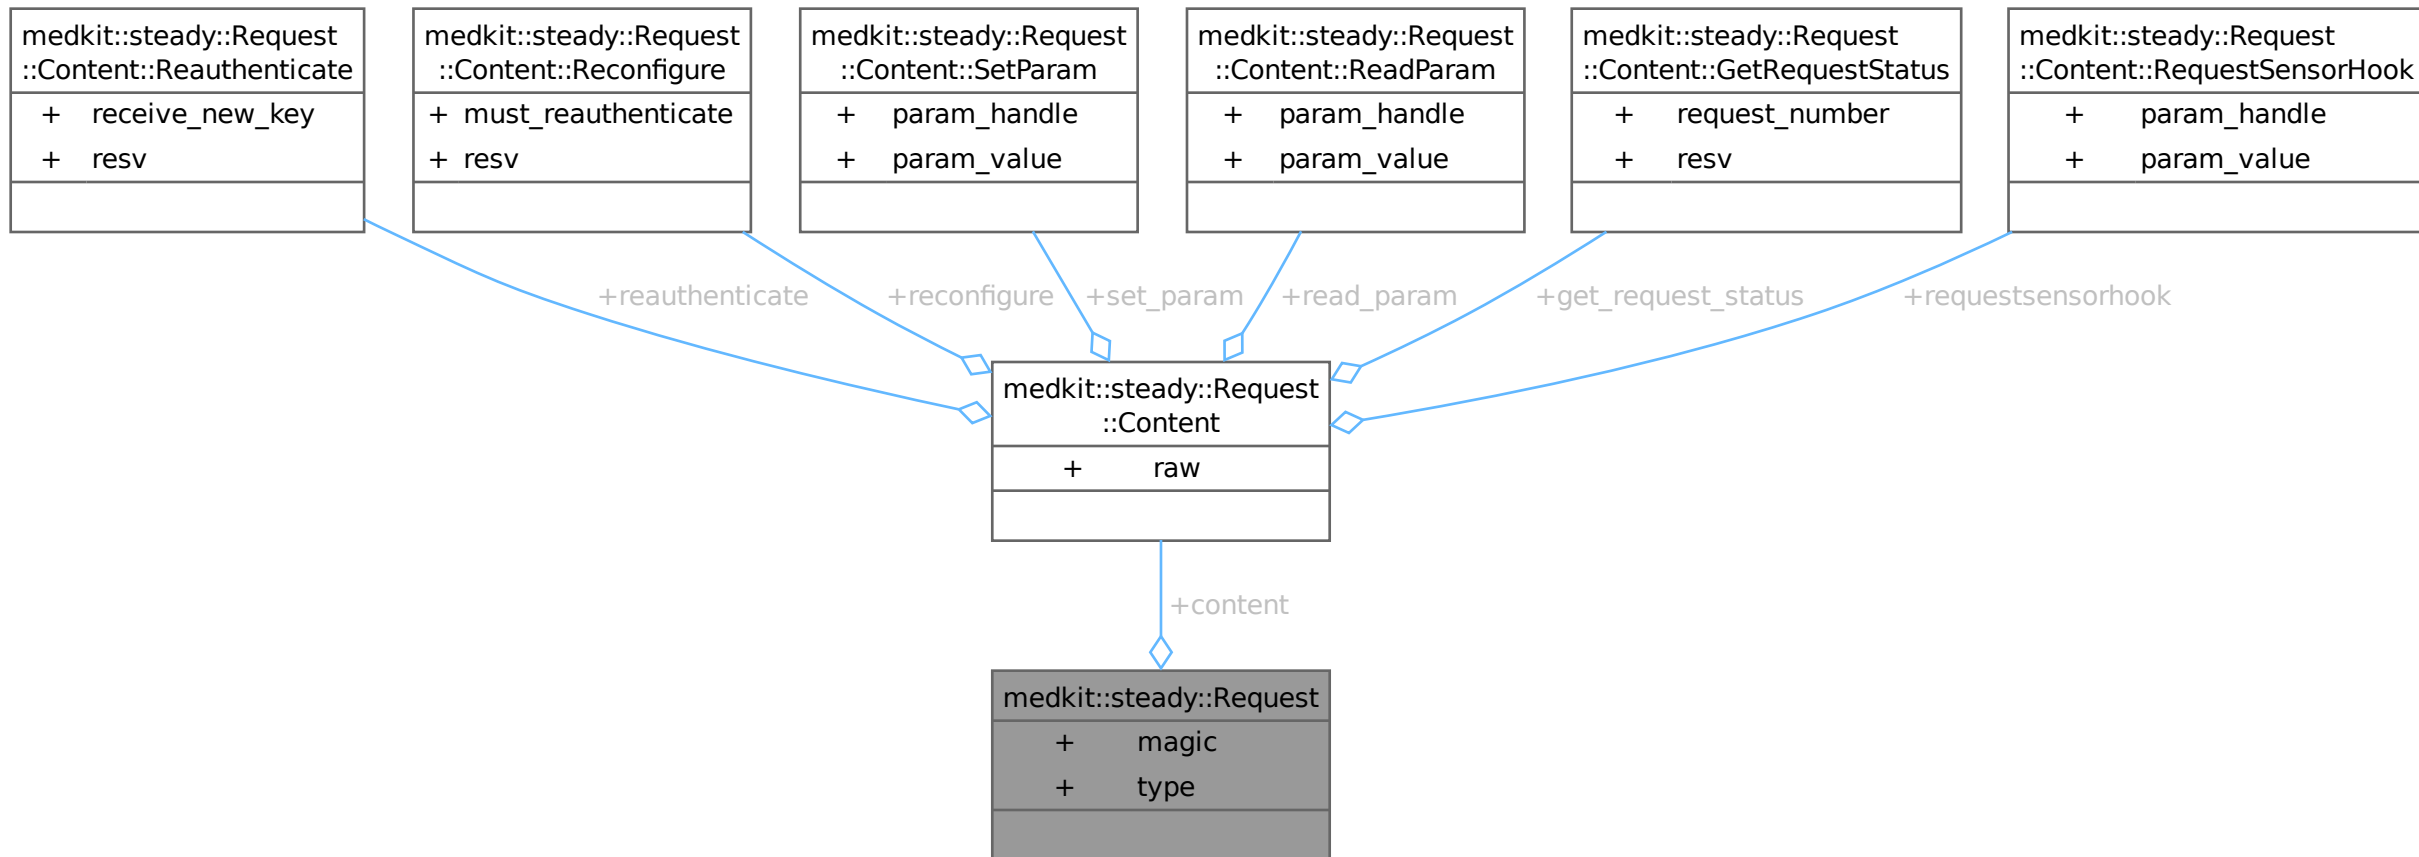 medkit::steady::Request
::Content::Reauthenticate
+ receive_new_key
+ resv
medkit::steady::Request
::Content::Reconfigure
+ must_reauthenticate
+ resv
medkit::steady::Request
::Content::SetParam
+ param_handle
+ param_value
medkit::steady::Request
::Content::ReadParam
+ param_handle
+ param_value
medkit::steady::Request
::Content::GetRequestStatus
+ request_number
+ resv
medkit::steady::Request
::Content::RequestSensorHook
+ param_handle
+ param_value
+reauthenticate
+reconfigure
+set_param
+read_param
+get_request_status
+requestsensorhook
medkit::steady::Request
::Content
+ raw
+content
medkit::steady::Request
+ magic
+ type